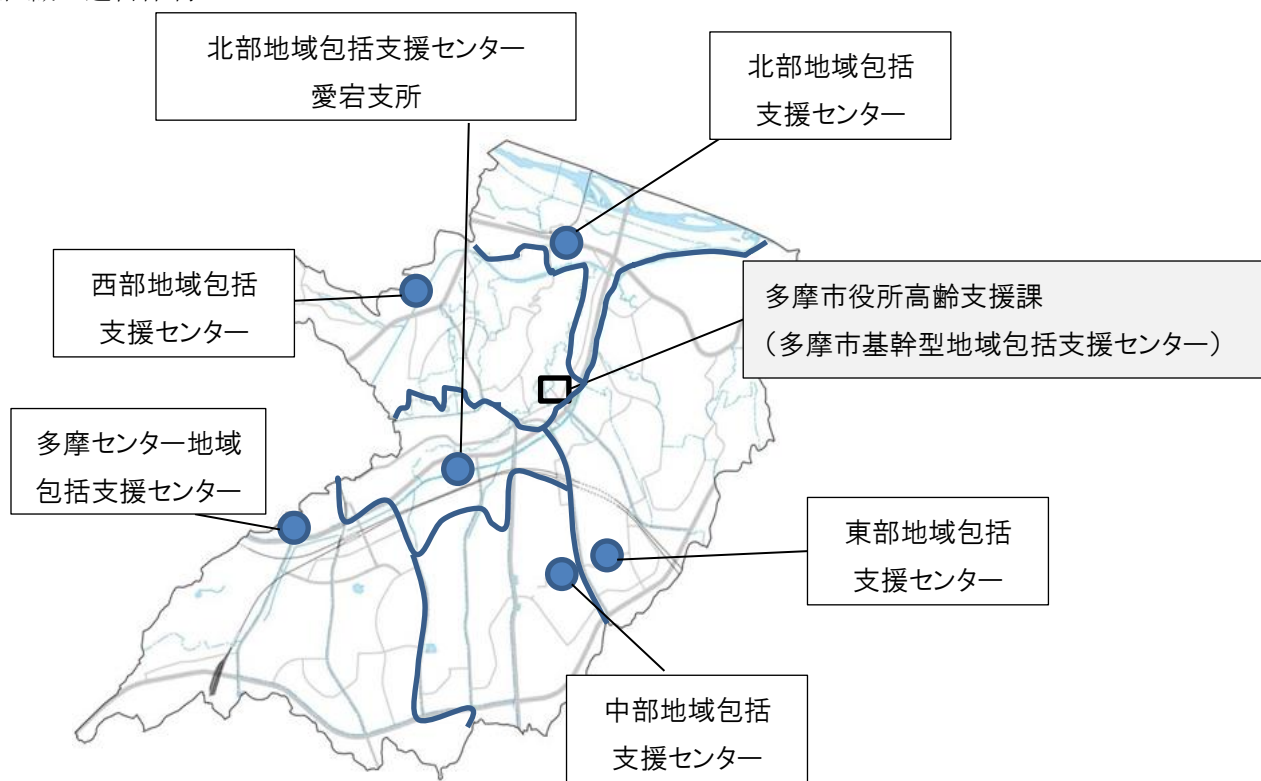 北部地域包括支援センター
愛宕支所
北部地域包括
支援センター
西部地域包括
支援センター
多摩市役所高齢支援課
（多摩市基幹型地域包括支援センター）
多摩センター地域
包括支援センター
東部地域包括
支援センター
中部地域包括
支援センター